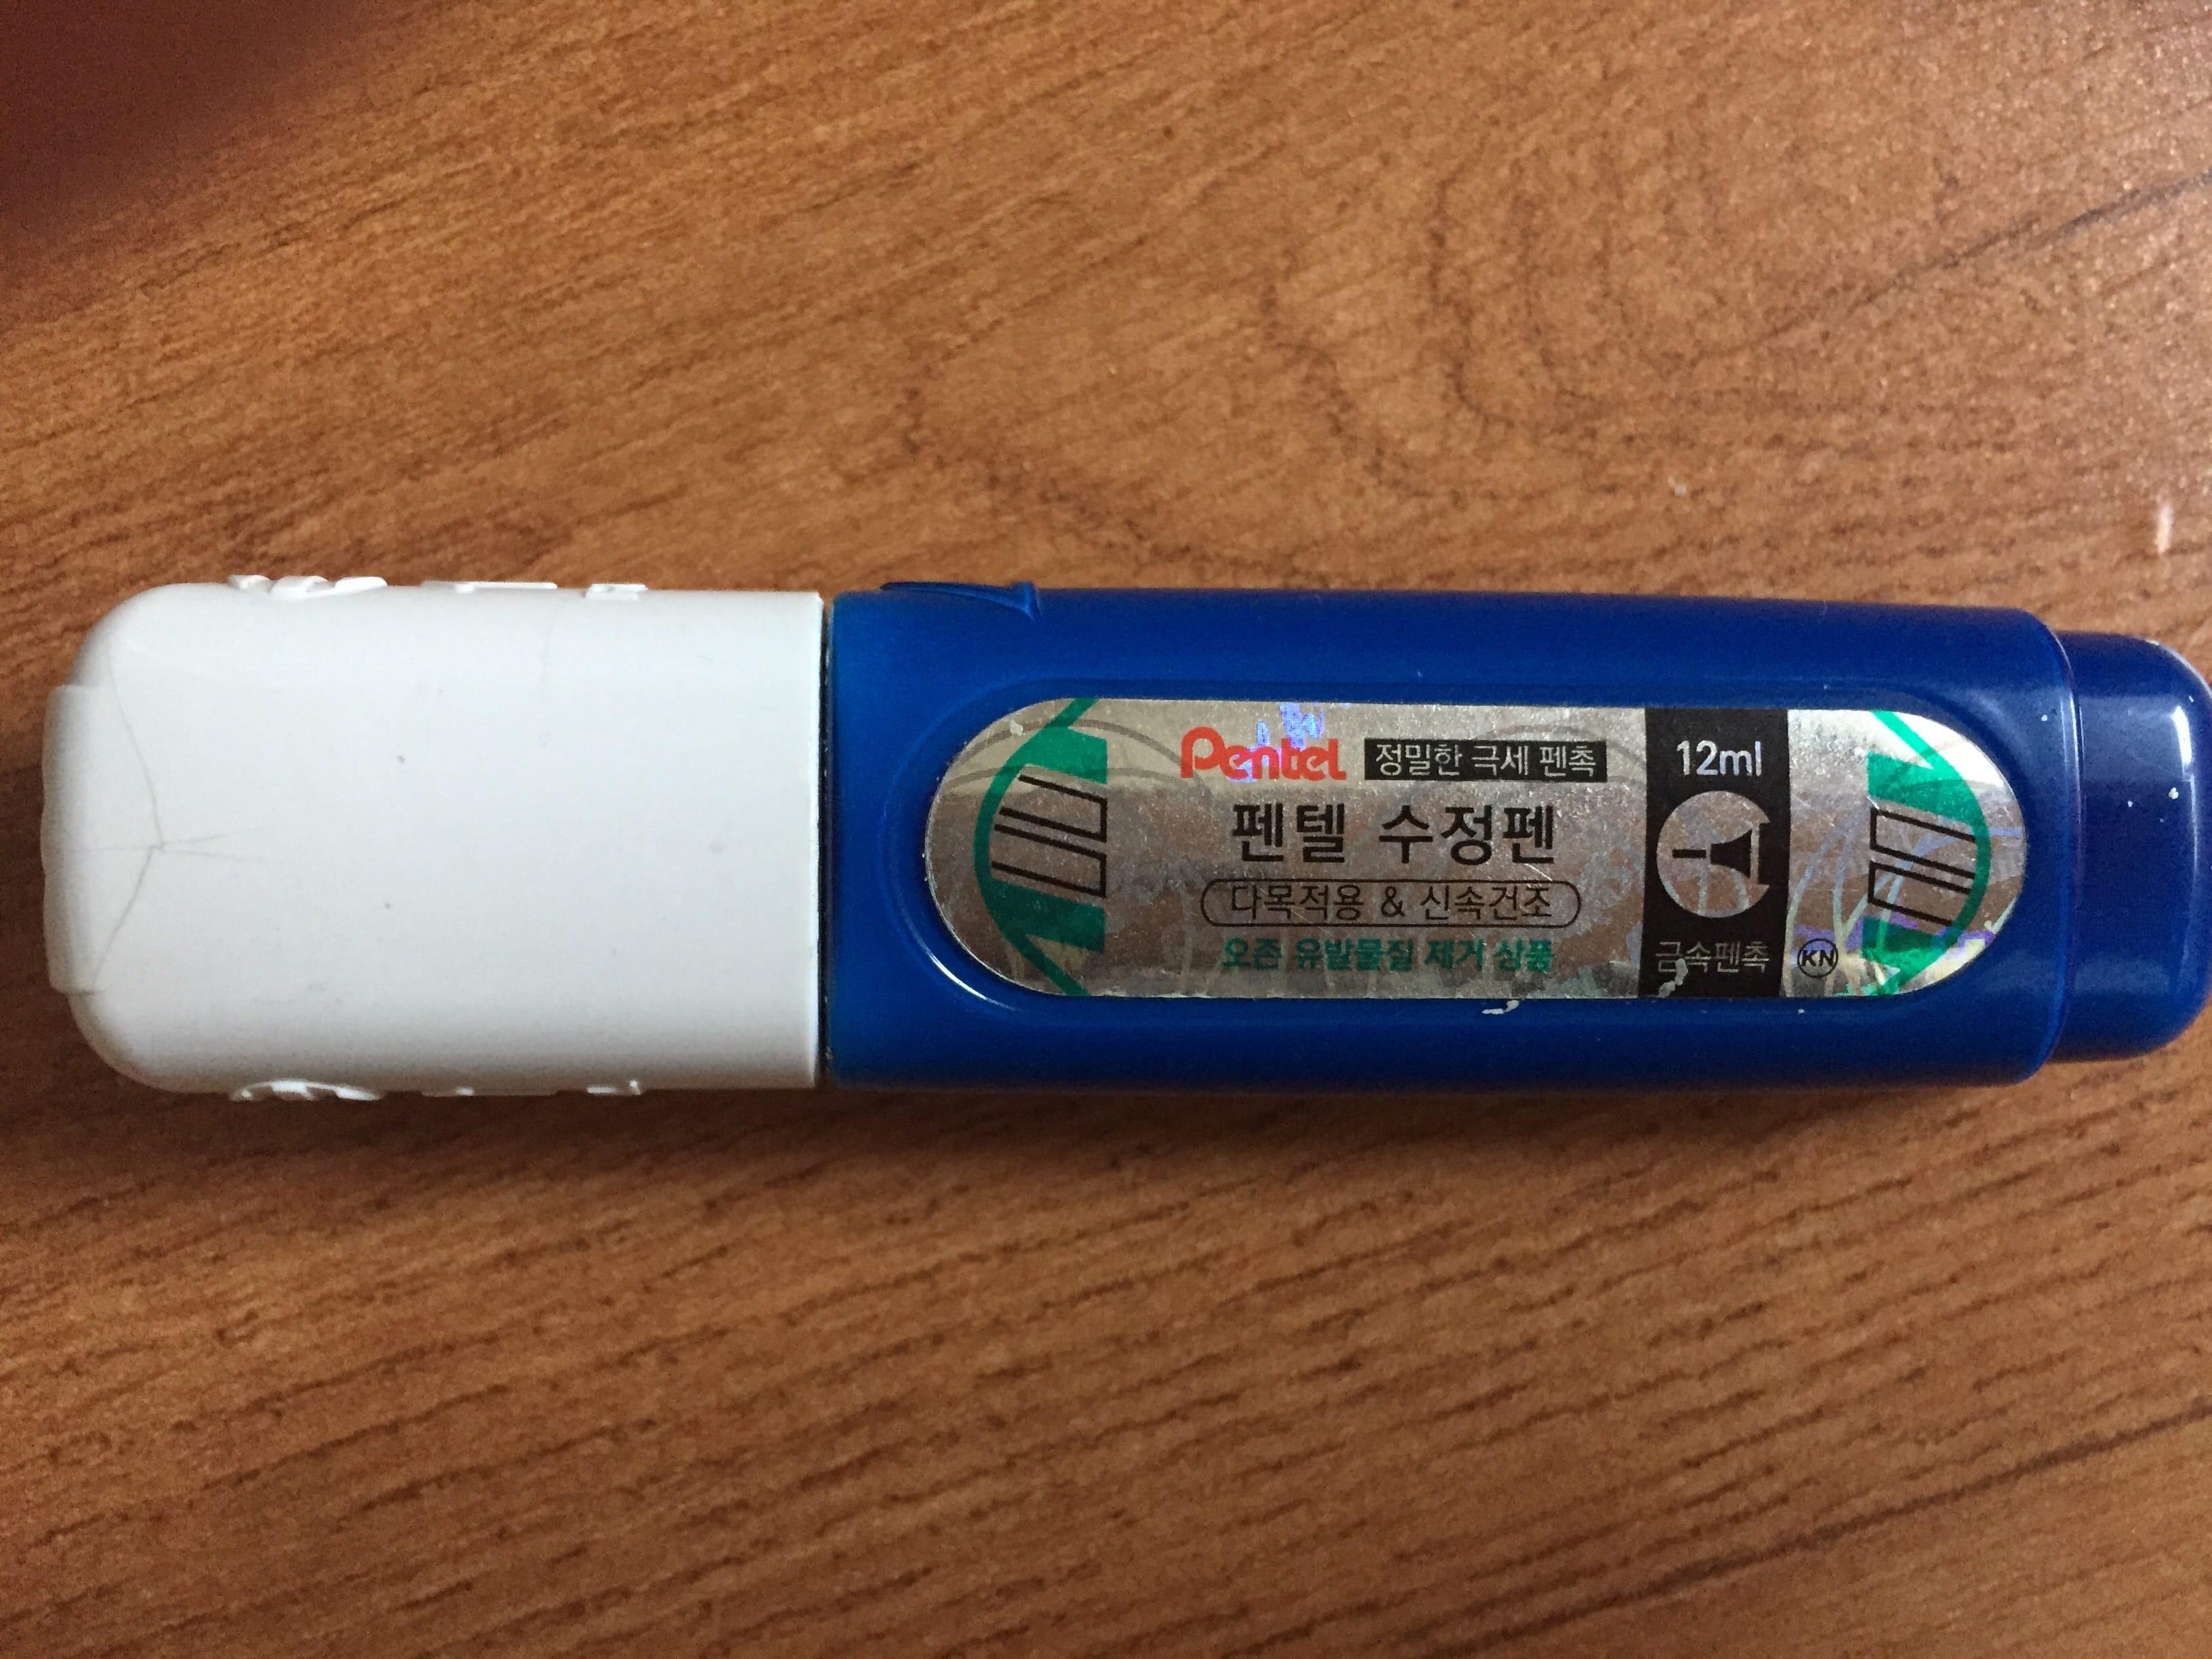 Pentel 정밀한 극세 펜촉
펜텔 수정펜
다목적용 & 신속건조
오존 유발물질 제거 상품
12ml
금속펜촉
KN